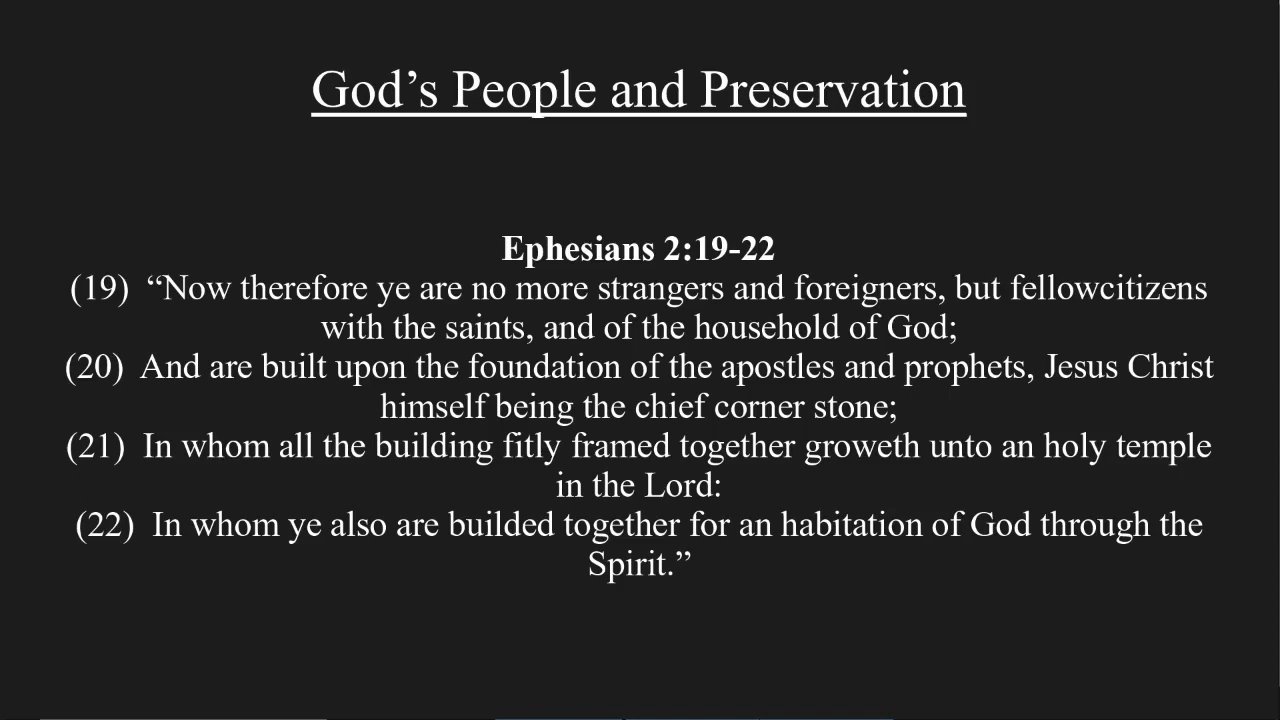 God’s People and Preservation
Ephesians 2:19-22
(19) “Now therefore ye are no more strangers and foreigners, but fellowcitizens
with the saints, and of the household of God;
(20) And are built upon the foundation of the apostles and prophets, Jesus Christ
himself being the chief corner stone;
(21) In whom all the building fitly framed together groweth unto an holy temple
in the Lord:
(22) In whom ye also are builded together for an habitation of God through the
Spirit.”